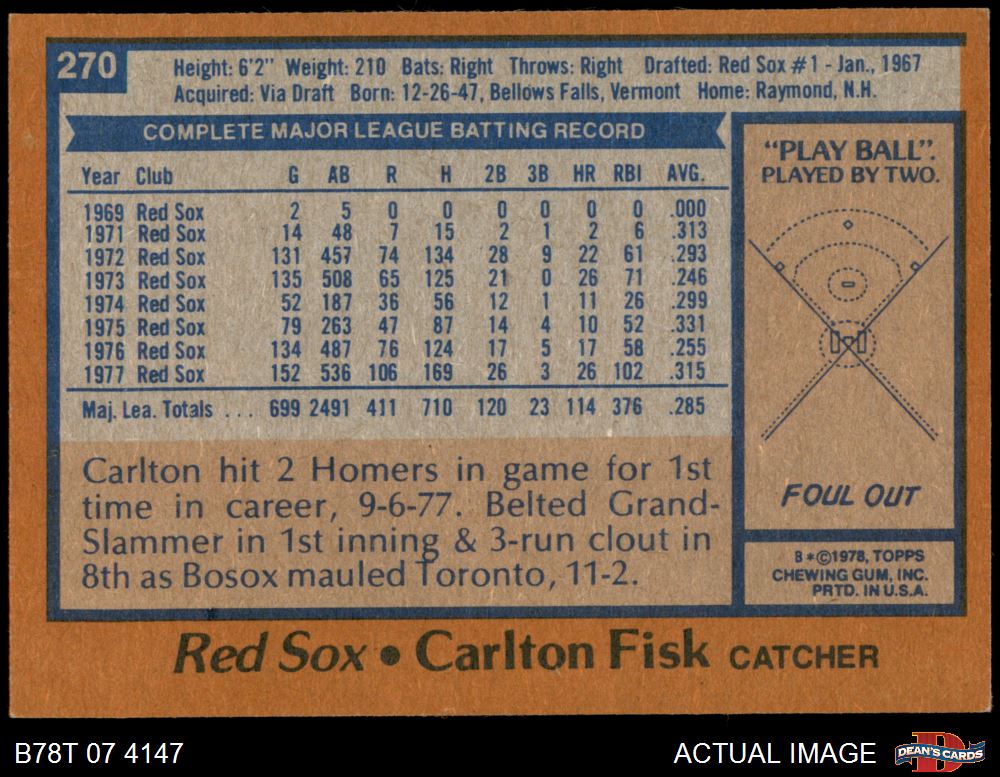 270
Height: 6'2" Weight: 210 Bats: Right Throws: Right Drafted: Red Sox #1 - Jan., 1967
Acquired: Via Draft Born: 12-26-47, Bellows Falls, Vermont Home: Raymond, N.H.
COMPLETE MAJOR LEAGUE BATTING RECORD
Year Club G AB R H 2B 3B HR RBI AVG.
1969 Red Sox 2 5 0 0 0 0 0 0 .000
1971 Red Sox 14 48 7 15 2 1 2 6 .313
1972 Red Sox 131 457 74 134 28 9 22 61 .293
1973 Red Sox 135 508 65 125 21 0 26 71 .246
1974 Red Sox 52 187 36 56 12 1 11 26 .299
1975 Red Sox 79 263 47 87 14 4 10 52 .331
1976 Red Sox 134 487 76 124 17 5 17 58 .255
1977 Red Sox 152 536 106 169 26 3 26 102 .315
Maj. Lea. Totals . . . 699 2491 411 710 120 23 114 376 .285
Carlton hit 2 Homers in game for 1st
time in career, 9-6-77. Belted Grand-
Slammer in 1st inning & 3-run clout in
8th as Bosox mauled Toronto, 11-2.
"PLAY BALL".
PLAYED BY TWO.
FOUL OUT
B*©1978, TOPPS
CHEWING GUM, INC.
PRTD. IN U.S.A.
Red Sox • Carlton Fisk CATCHER
B78T 07 4147
ACTUAL IMAGE
D
DEAN'S CARDS